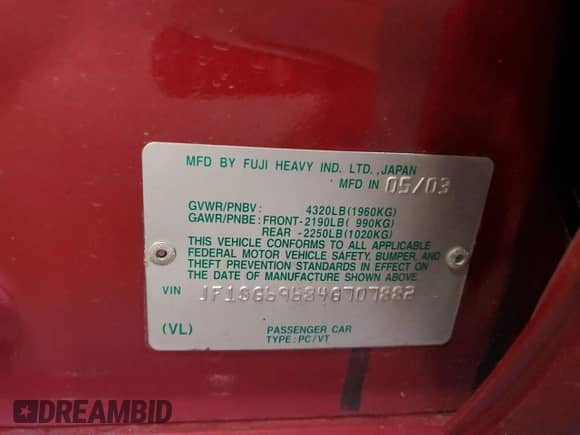 MFD BY FUJI HEAVY IND. LTD.,JAPAN
MFD IN 05/03
GVWR/PNBV: 4320LB(1960KG)
GAWR/PNBE:FRONT-2190LB( 990KG)
REAR -2250LB(1020KG)
THIS VEHICLE CONFORMS TO ALL APPLICABLE
FEDERAL MOTOR VEHICLE SAFETY, BUMPER, AND
THEFT PREVENTION STANDARDS IN EFFECT ON
THE DATE OF MANUFACTURE SHOWN ABOVE.
VIN JF1SG69634G707882
(VL) PASSENGER CAR
TYPE:PC/VT
DREAMBID